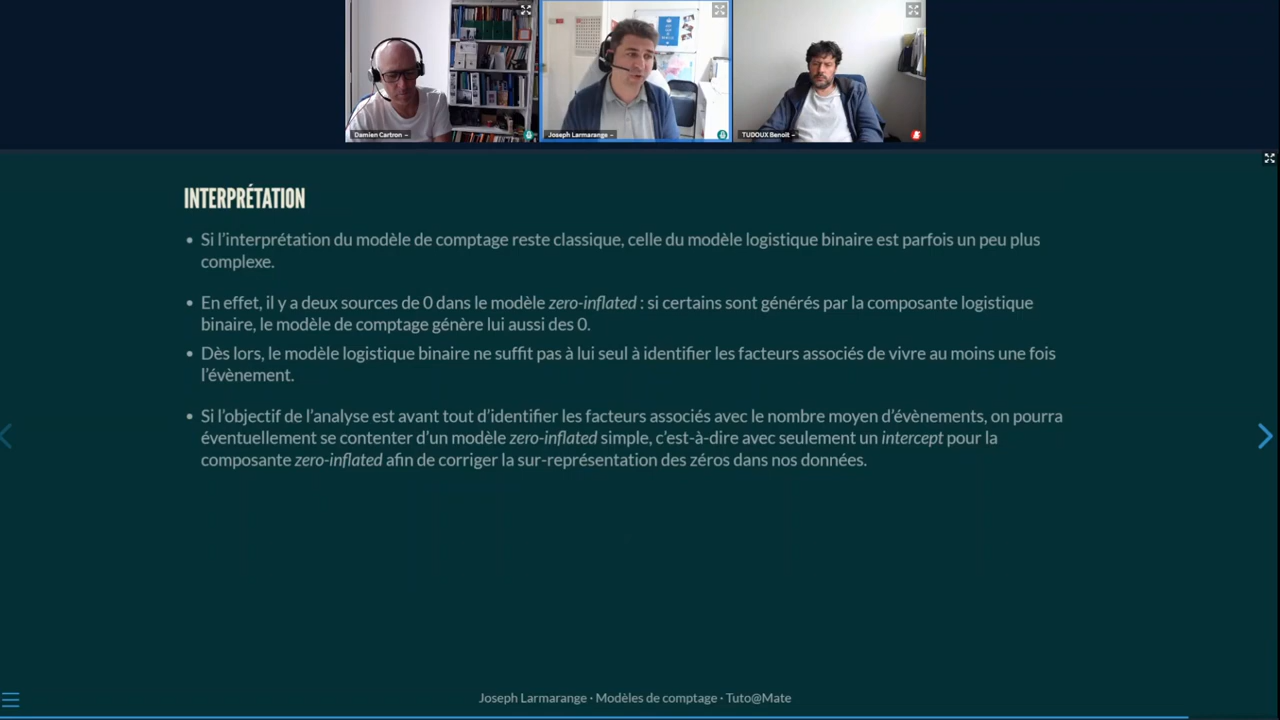 Damien Cartron
Joseph Larmarange
TUDOUX Benoit
INTERPRÉTATION
• Si l'interprétation du modèle de comptage reste classique, celle du modèle logistique binaire est parfois un peu plus
complexe.
• En effet, il y a deux sources de 0 dans le modèle zero-inflated : si certains sont générés par la composante logistique
binaire, le modèle de comptage génère lui aussi des 0.
• Dès lors, le modèle logistique binaire ne suffit pas à lui seul à identifier les facteurs associés de vivre au moins une fois
l'évènement.
• Si l'objectif de l'analyse est avant tout d'identifier les facteurs associés avec le nombre moyen d'évènements, on pourra
éventuellement se contenter d'un modèle zero-inflated simple, c'est-à-dire avec seulement un intercept pour la
composante zero-inflated afin de corriger la sur-représentation des zéros dans nos données.
Joseph Larmarange · Modèles de comptage · Tuto@Mate